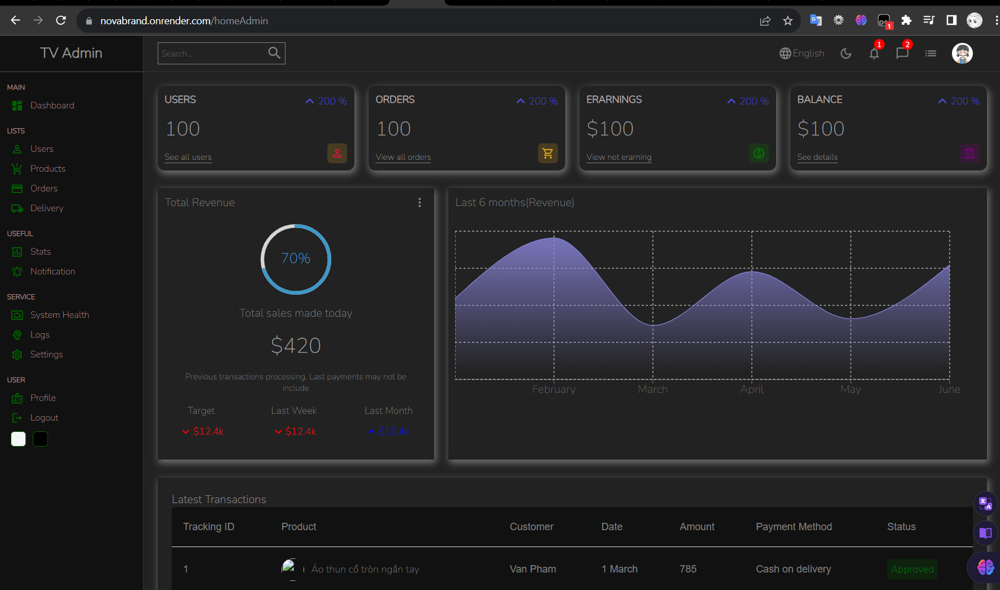 novabrand.onrender.com/homeAdmin
1
TV Admin
Search...
English
1
2
MAIN
Dashboard
LISTS
Users
Products
Orders
Delivery
USEFUL
Stats
Notification
SERVICE
System Health
Logs
Settings
USER
Profile
Logout
USERS
200 %
100
See all users
ORDERS
200 %
100
View all orders
ERARNINGS
200 %
$100
View net erarning
BALANCE
200 %
$100
See details
Total Revenue
70%
Total sales made today
$420
Previous transactions processing. Last payments may not be
include
Target
Last Week
Last Month
$12.4k
$12.4k
$12.4k
Last 6 months(Revenue)
February
March
April
May
June
Latest Transactions
Tracking ID
Product
Customer
Date
Amount
Payment Method
Status
1
Áo thun cổ tròn ngắn tay
Van Pham
1 March
785
Cash on delivery
Approved